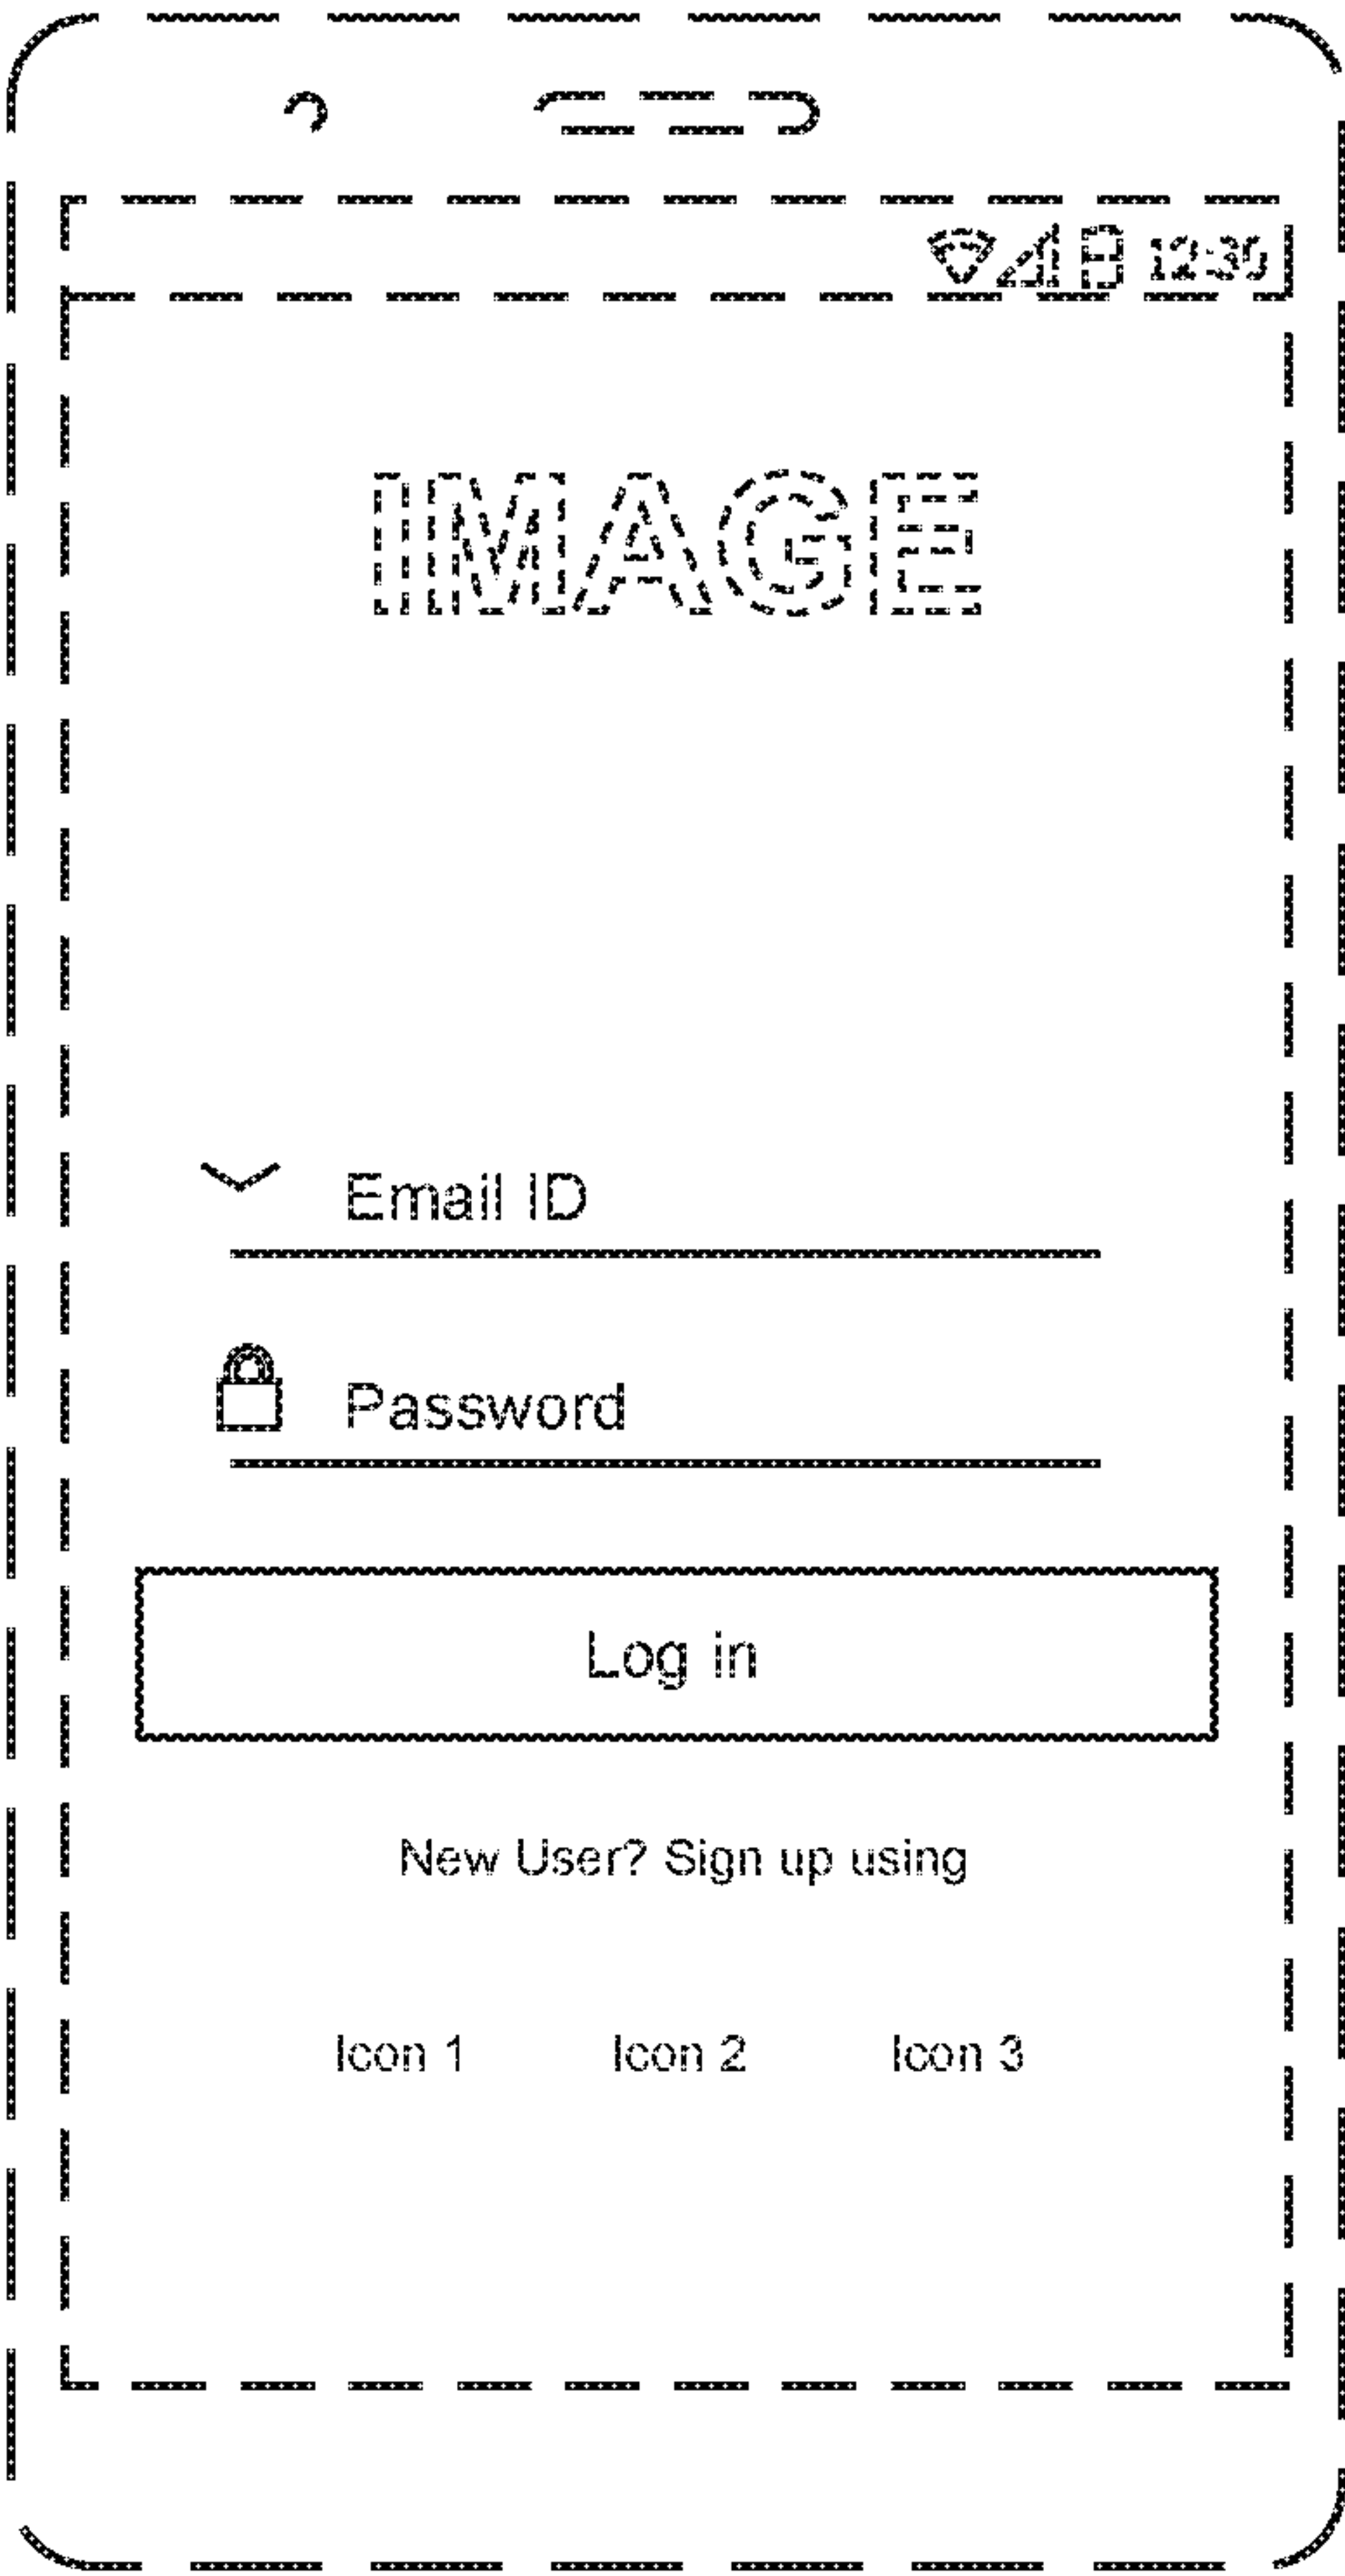 12:30
IMAGE
Email ID
Password
Log in
New User? Sign up using
Icon 1 Icon 2 Icon 3